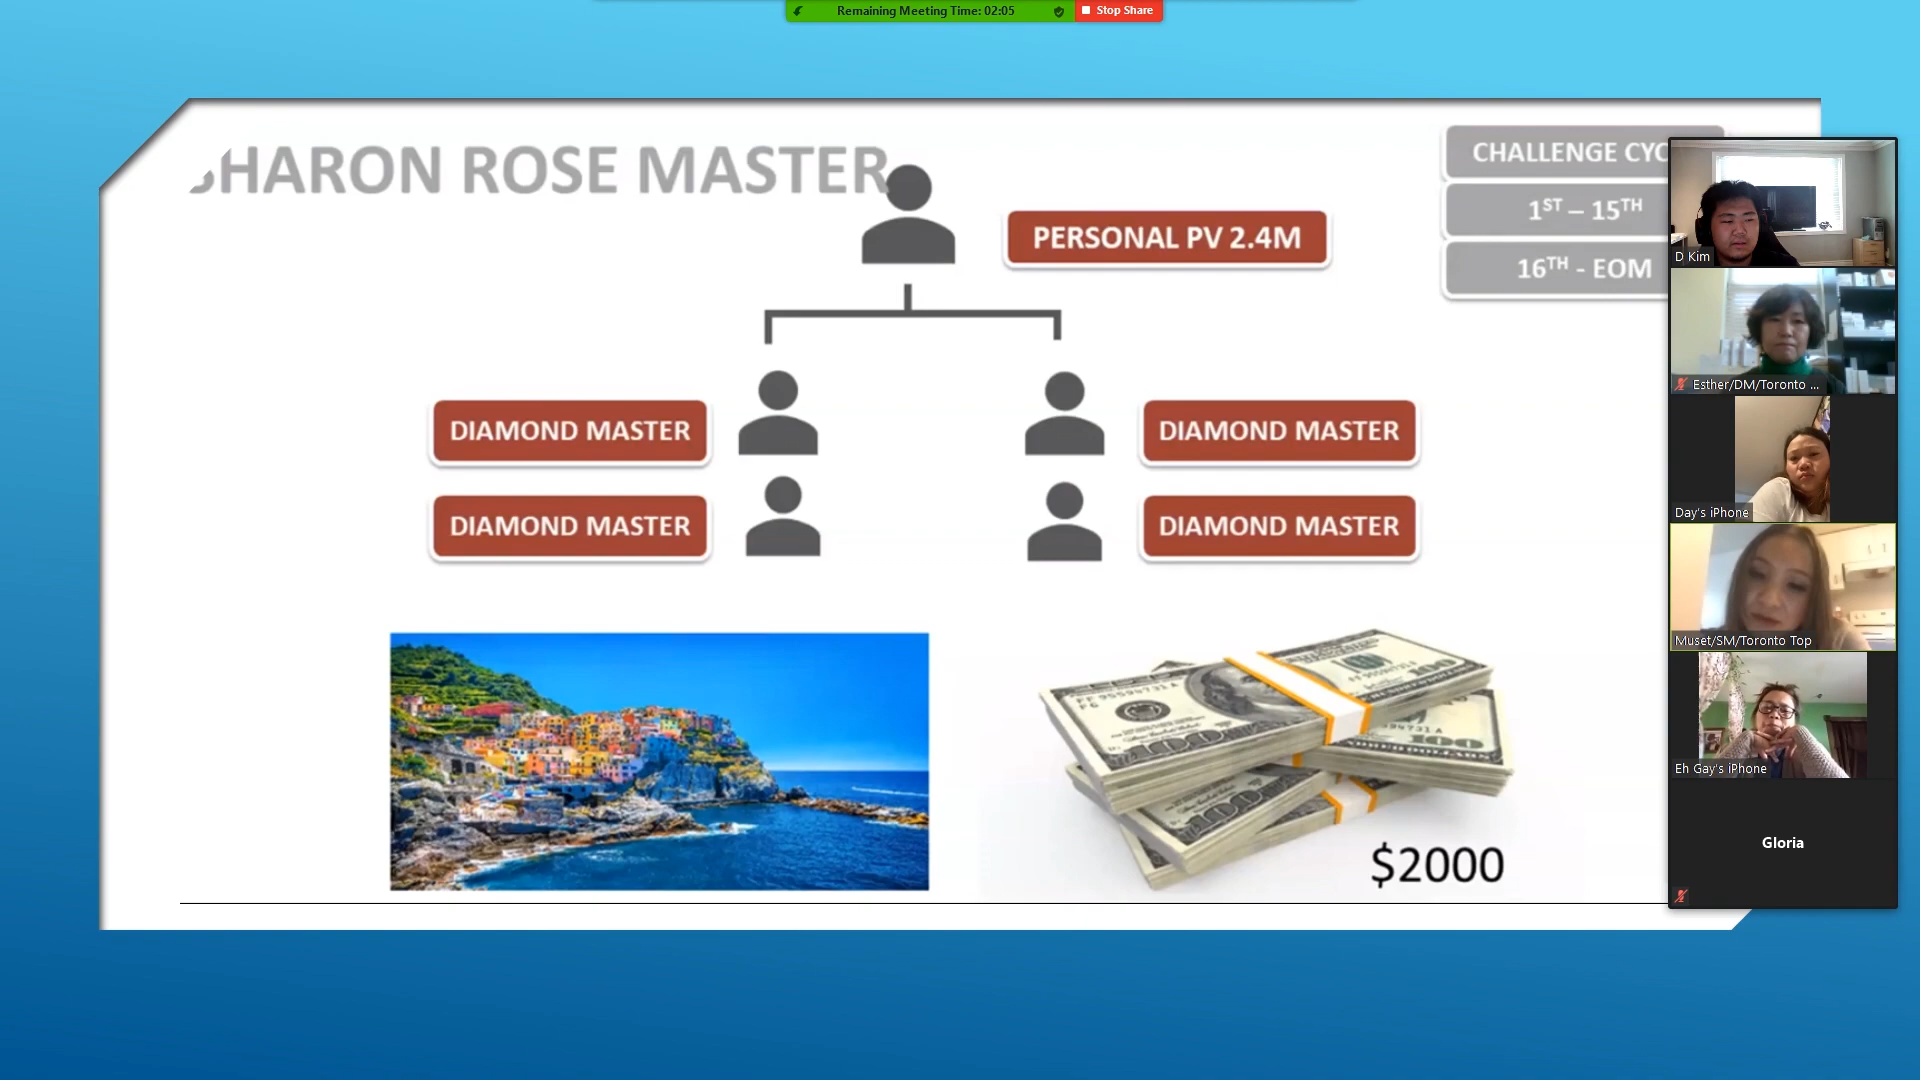 Remaining Meeting Time: 02:05
Stop Share
SHARON ROSE MASTER
CHALLENGE CYC
1ST – 15TH
16TH - EOM
PERSONAL PV 2.4M
DIAMOND MASTER
DIAMOND MASTER
DIAMOND MASTER
DIAMOND MASTER
$2000
D Kim
Esther/DM/Toronto ...
Day's iPhone
Muset/SM/Toronto Top
Eh Gay's iPhone
Gloria